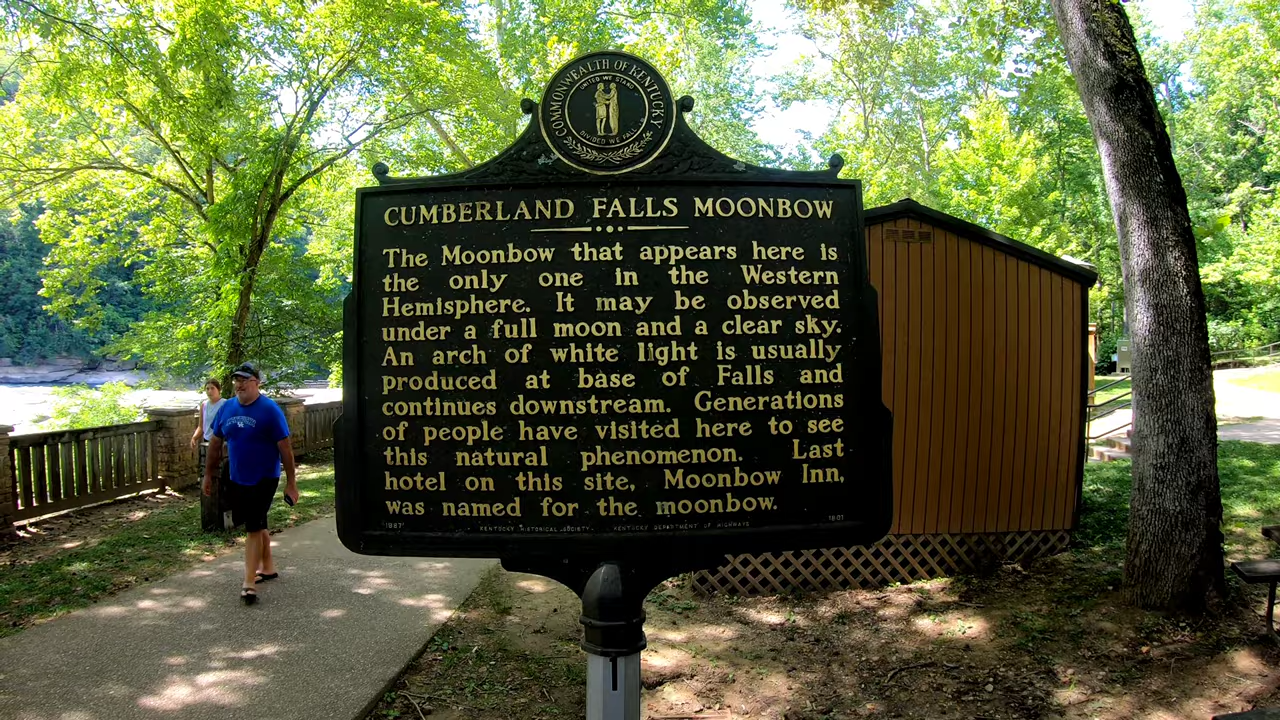 COMMONWEALTH OF KENTUCKY
UNITED WE STAND
DIVIDED WE FALL
CUMBERLAND FALLS MOONBOW
The Moonbow that appears here is
the only one in the Western
Hemisphere. It may be observed
under a full moon and a clear sky.
An arch of white light is usually
produced at base of Falls and
continues downstream. Generations
of people have visited here to see
this natural phenomenon. Last
hotel on this site, Moonbow Inn,
was named for the moonbow.
1987 KENTUCKY HISTORICAL SOCIETY KENTUCKY DEPARTMENT OF HIGHWAYS 1801